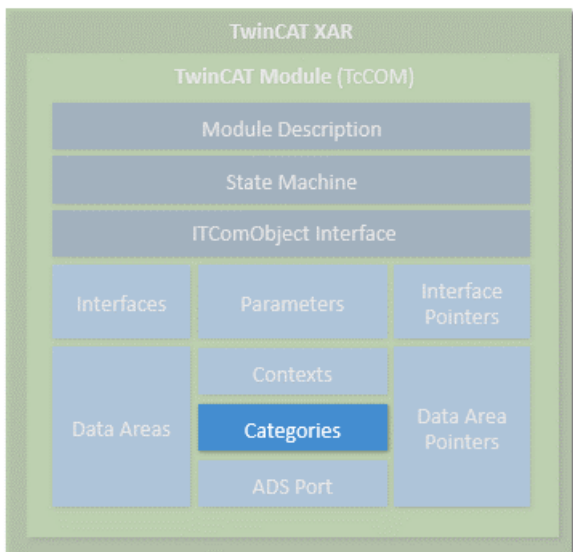 TwinCAT XAR
TwinCAT Module (TcCOM)
Module Description
State Machine
ITComObject Interface
Interfaces
Parameters
Interface
Pointers
Contexts
Data Areas
Categories
Data Area
Pointers
ADS Port